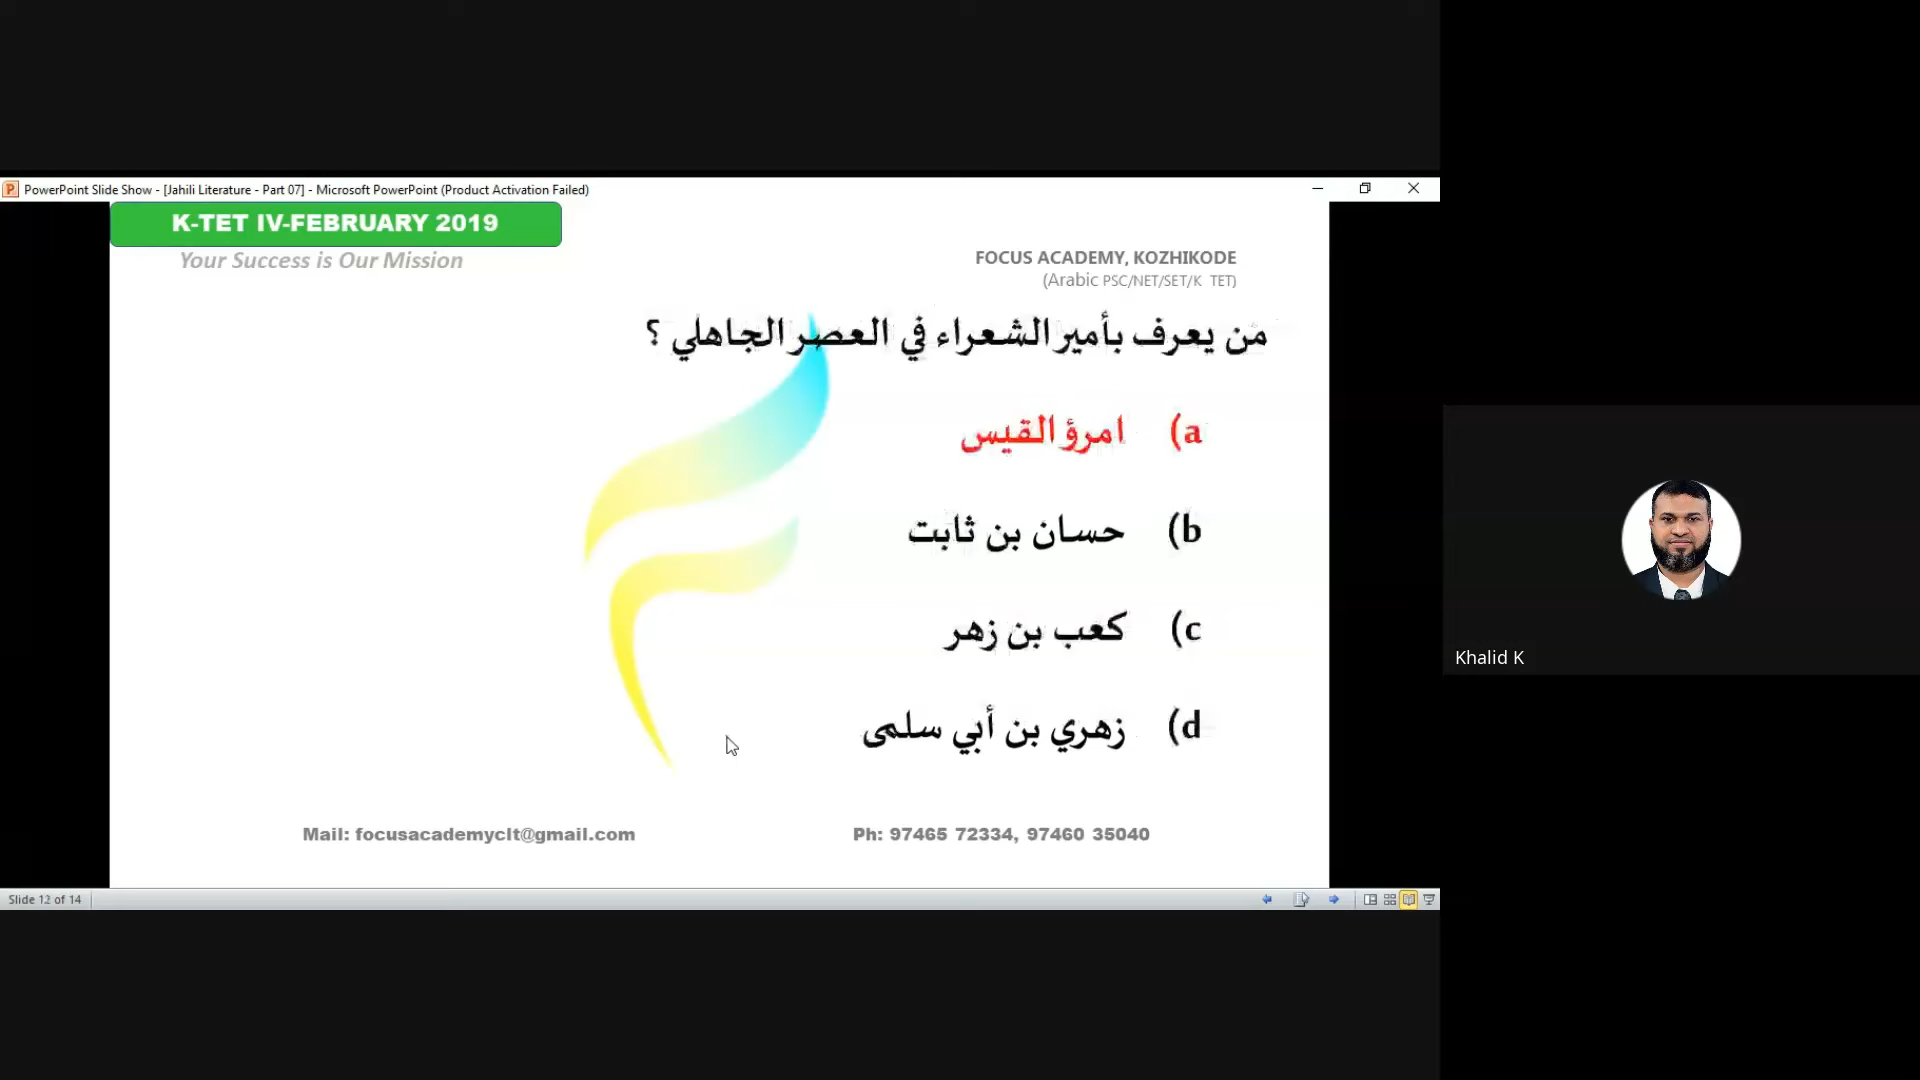 PowerPoint Slide Show - [Jahili Literature - Part 07] - Microsoft PowerPoint (Product Activation Failed)
K-TET IV-FEBRUARY 2019
Your Success is Our Mission
FOCUS ACADEMY, KOZHIKODE
(Arabic PSC/NET/SET/K TET)
من يعرف بأمير الشعراء في العصر الجاهلي ؟
a) امرؤ القيس
b) حسان بن ثابت
c) كعب بن زهر
d) زهري بن أبي سلمى
Khalid K
Mail: focusacademyclt@gmail.com
Ph: 97465 72334, 97460 35040
Slide 12 of 14